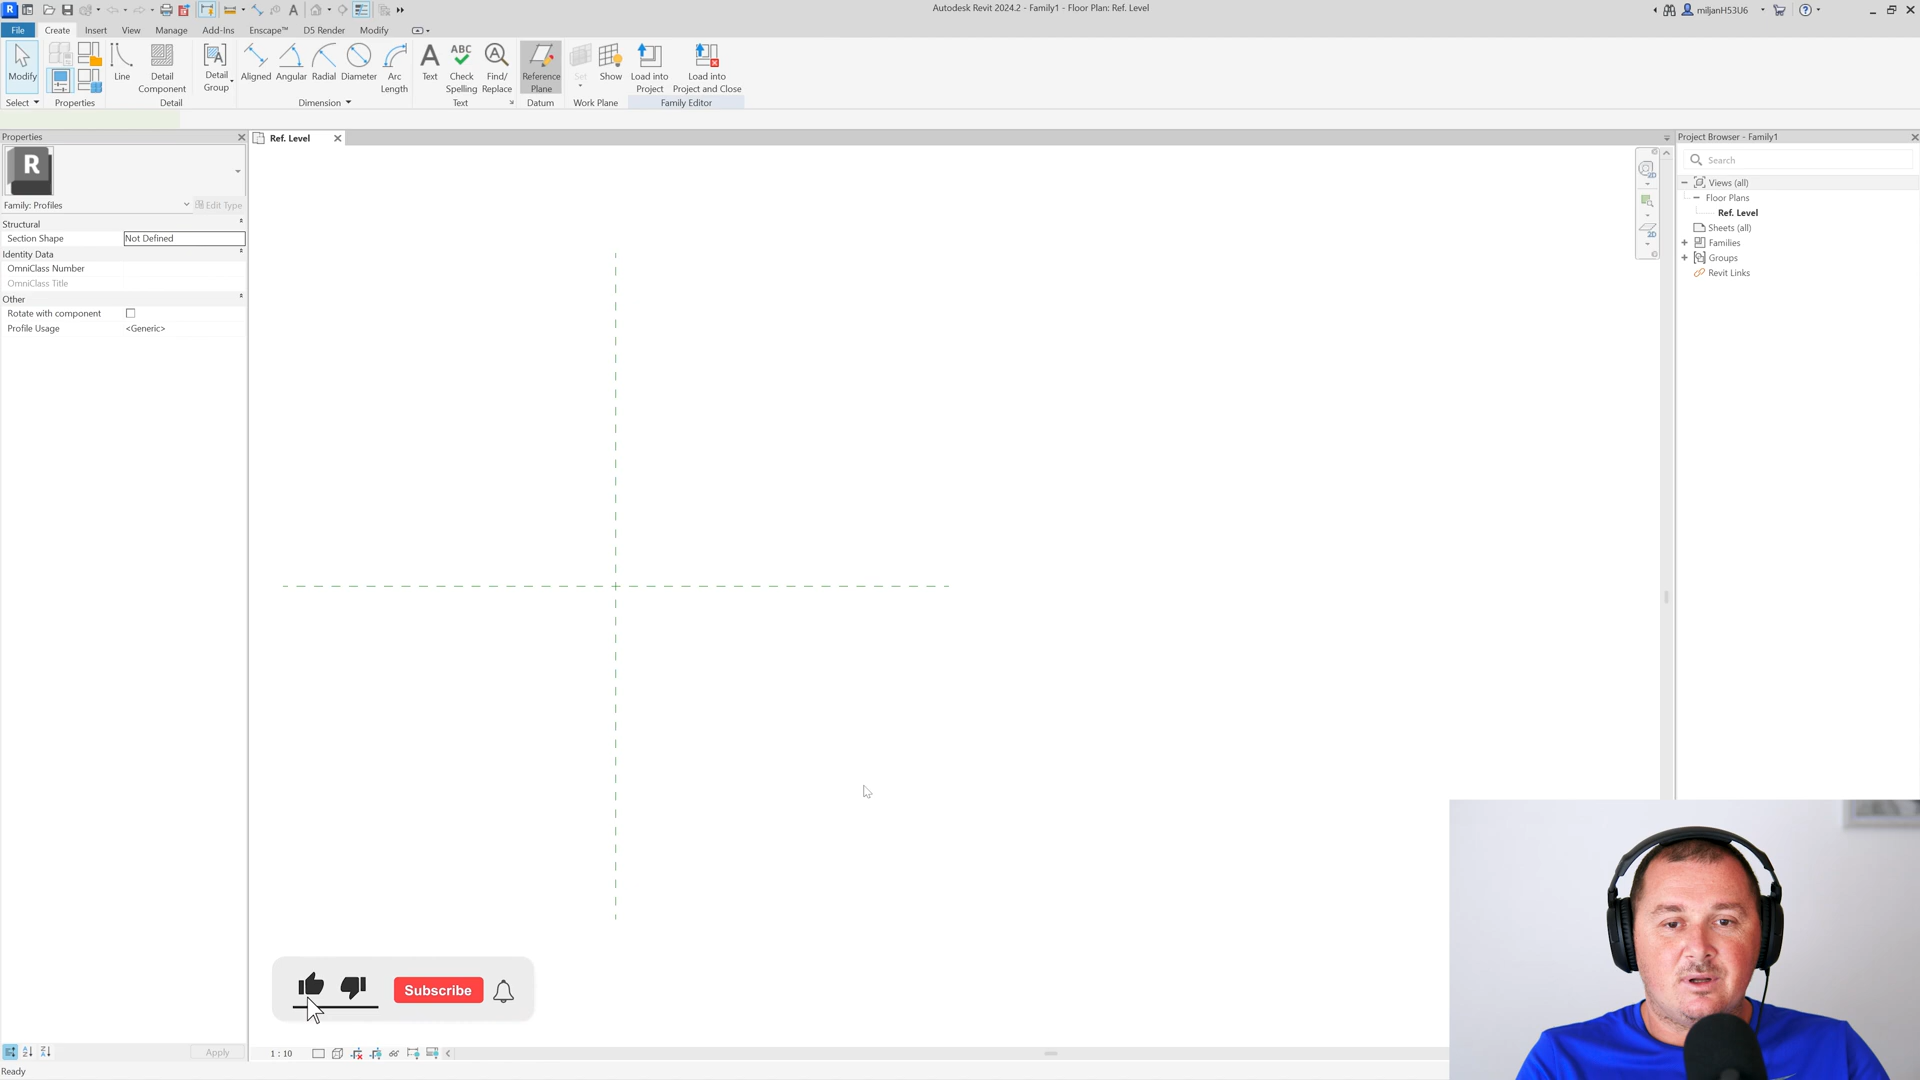 Autodesk Revit 2024.2 - Family1 - Floor Plan: Ref. Level
miljanH53U6
File Create Insert View Manage Add-Ins Enscape™ D5 Render Modify
Modify
Line
Detail Component
Detail Group
Aligned Angular Radial Diameter
Arc Length
Text
Check Spelling
Find/ Replace
Reference Plane
Set
Show
Load into Project
Load into Project and Close
Select Properties Detail Dimension Text Datum Work Plane Family Editor
Properties
R
Family: Profiles
Edit Type
Structural
Section Shape Not Defined
Identity Data
OmniClass Number
OmniClass Title
Other
Rotate with component
Profile Usage <Generic>
Apply
Ready
Ref. Level
2D
2D
1 : 10
Subscribe
Project Browser - Family1
Search
Views (all)
Floor Plans
Ref. Level
Sheets (all)
Families
Groups
Revit Links